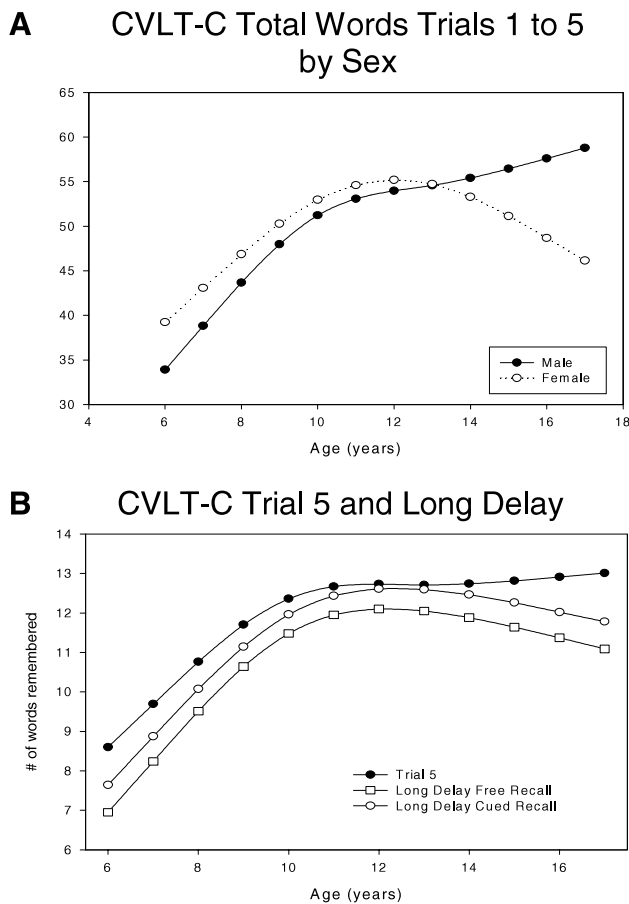 A
CVLT-C Total Words Trials 1 to 5
by Sex
65
60
55
50
45
40
35
30
4
6
8
10
12
14
16
18
Male
Female
Age (years)
B
CVLT-C Trial 5 and Long Delay
14
13
12
11
10
9
8
7
6
# of words remembered
Trial 5
Long Delay Free Recall
Long Delay Cued Recall
6
8
10
12
14
16
Age (years)